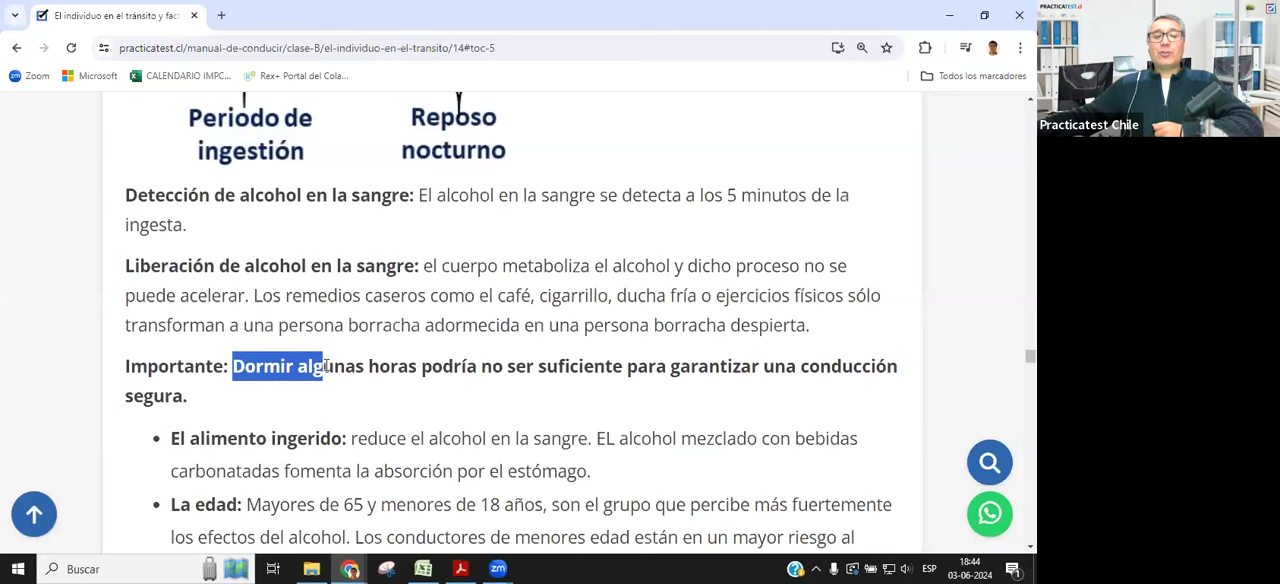 El individuo en el tránsito y fact
practicatest.cl/manual-de-conducir/clase-B/el-individuo-en-el-transito/14#toc-5
Zoom
Microsoft
CALENDARIO IMPC...
Rex+ Portal del Cola...
Todos los marcadores
PRACTICATEST.cl
Practicatest Chile
Periodo de
ingestión
Reposo
nocturno
Detección de alcohol en la sangre: El alcohol en la sangre se detecta a los 5 minutos de la
ingesta.
Liberación de alcohol en la sangre: el cuerpo metaboliza el alcohol y dicho proceso no se
puede acelerar. Los remedios caseros como el café, cigarrillo, ducha fría o ejercicios físicos sólo
transforman a una persona borracha adormecida en una persona borracha despierta.
Importante: Dormir algunas horas podría no ser suficiente para garantizar una conducción
segura.
• El alimento ingerido: reduce el alcohol en la sangre. EL alcohol mezclado con bebidas
carbonatadas fomenta la absorción por el estómago.
• La edad: Mayores de 65 y menores de 18 años, son el grupo que percibe más fuertemente
los efectos del alcohol. Los conductores de menores edad están en un mayor riesgo al
Buscar
zm
ESP
18:44
03-06-2024